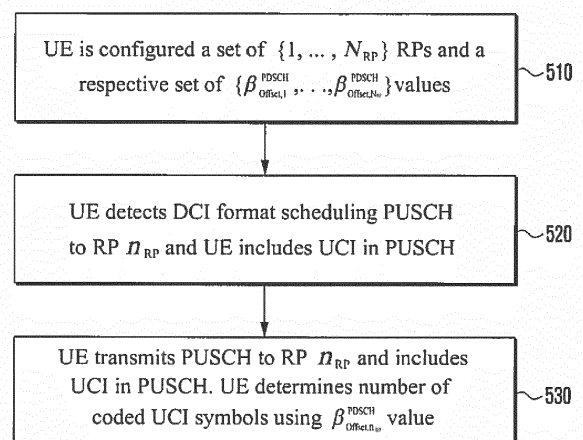 UE is configured a set of {1, ... , N_RP} RPs and a
respective set of {β^PDSCH_Offset,1, . . ., β^PDSCH_Offset,N_RP} values
510
UE detects DCI format scheduling PUSCH
to RP n_RP and UE includes UCI in PUSCH
520
UE transmits PUSCH to RP n_RP and includes
UCI in PUSCH. UE determines number of
coded UCI symbols using β^PDSCH_Offset,n_RP value
530